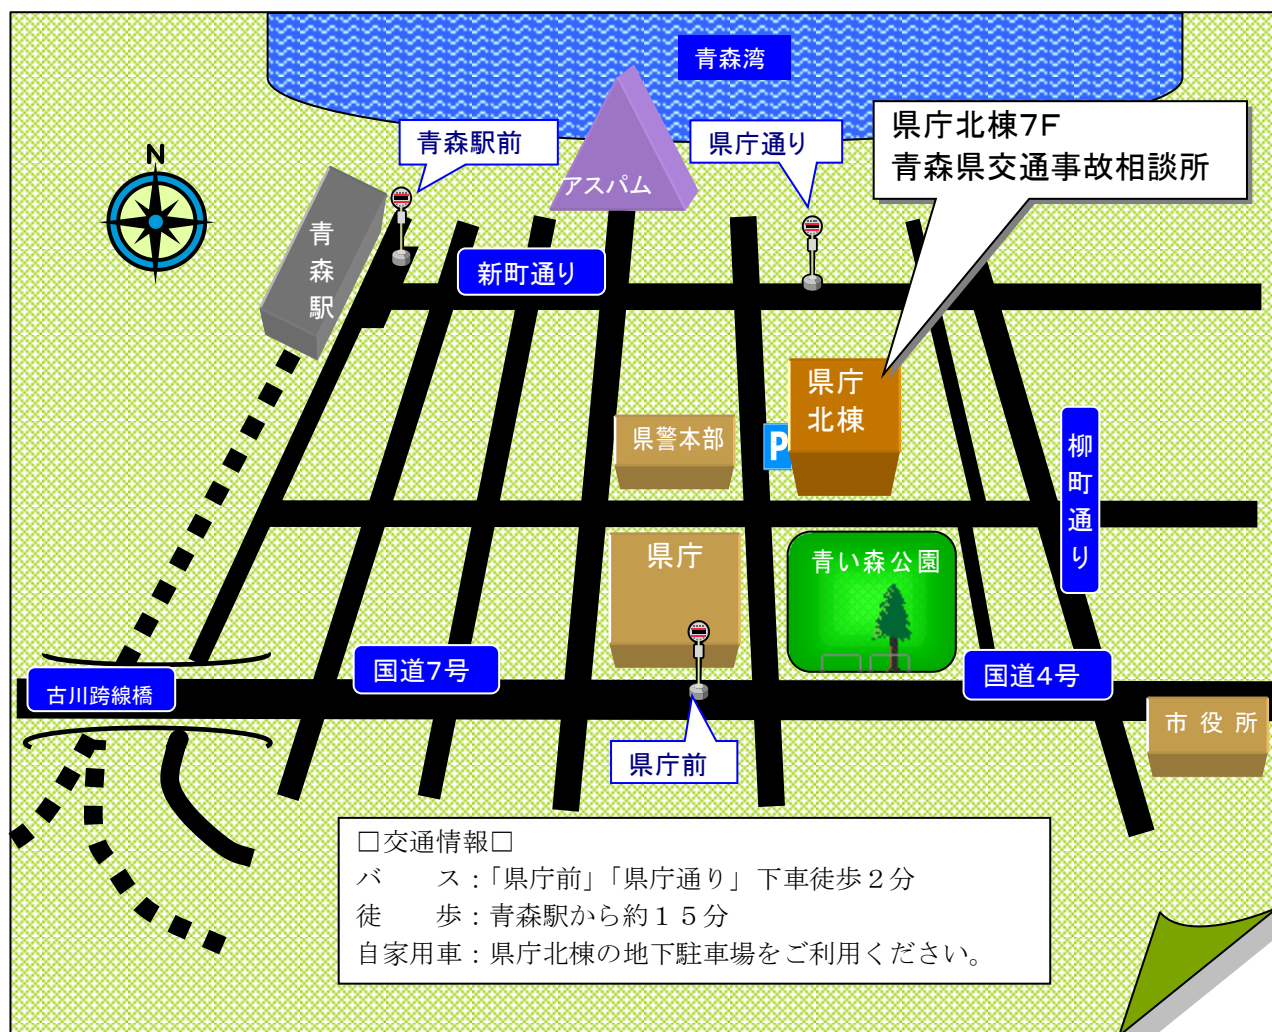 青森湾
県庁北棟7F
青森県交通事故相談所
青森駅前
県庁通り
アスパム
N
青森駅
新町通り
県庁
北棟
県警本部
P
柳町通り
県庁
青い森公園
国道7号
国道4号
古川跨線橋
市役所
県庁前
□交通情報□
バ　　ス：「県庁前」「県庁通り」下車徒歩２分
徒　　歩：青森駅から約１５分
自家用車：県庁北棟の地下駐車場をご利用ください。